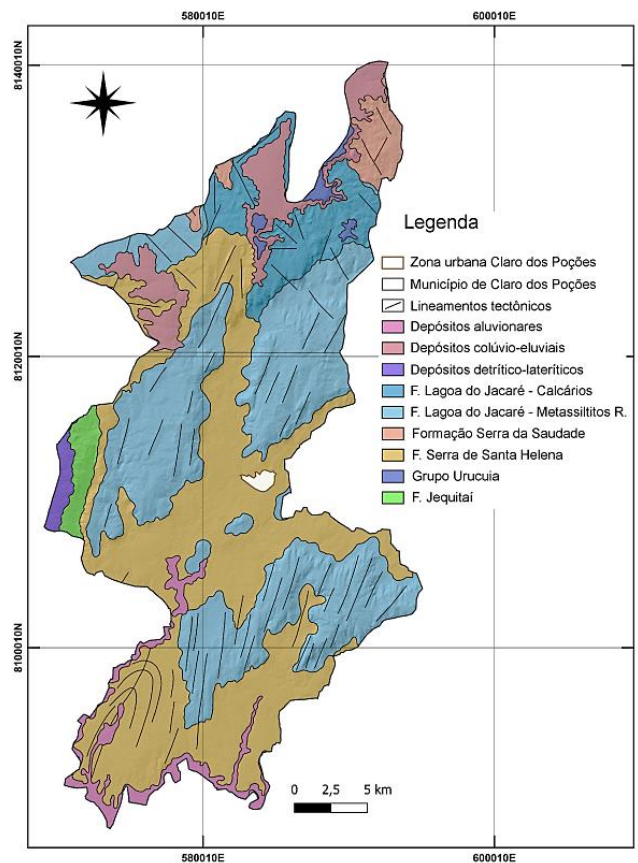 580010E
600010E
8140010N
8120010N
8100010N
Legenda
Zona urbana Claro dos Poções
Município de Claro dos Poções
Lineamentos tectônicos
Depósitos aluvionares
Depósitos colúvio-eluviais
Depósitos detrítico-lateríticos
F. Lagoa do Jacaré - Calcários
F. Lagoa do Jacaré - Metassiltitos R.
Formação Serra da Saudade
F. Serra de Santa Helena
Grupo Urucuia
F. Jequitaí
0 2,5 5 km
580010E
600010E